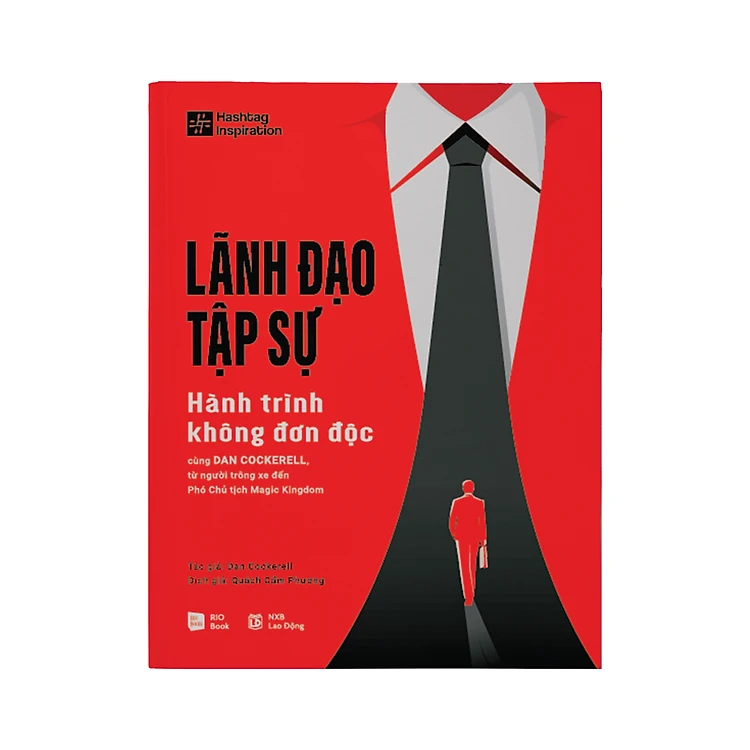 Hashtag
Inspiration
LÃNH ĐẠO
TẬP SỰ
Hành trình
không đơn độc
cùng DAN COCKERELL,
từ người trông xe đến
Phó Chủ tịch Magic Kingdom
Tác giả: Dan Cockerell
Dịch giả: Quách Cẩm Phương
RIO
Book
NXB
Lao Động